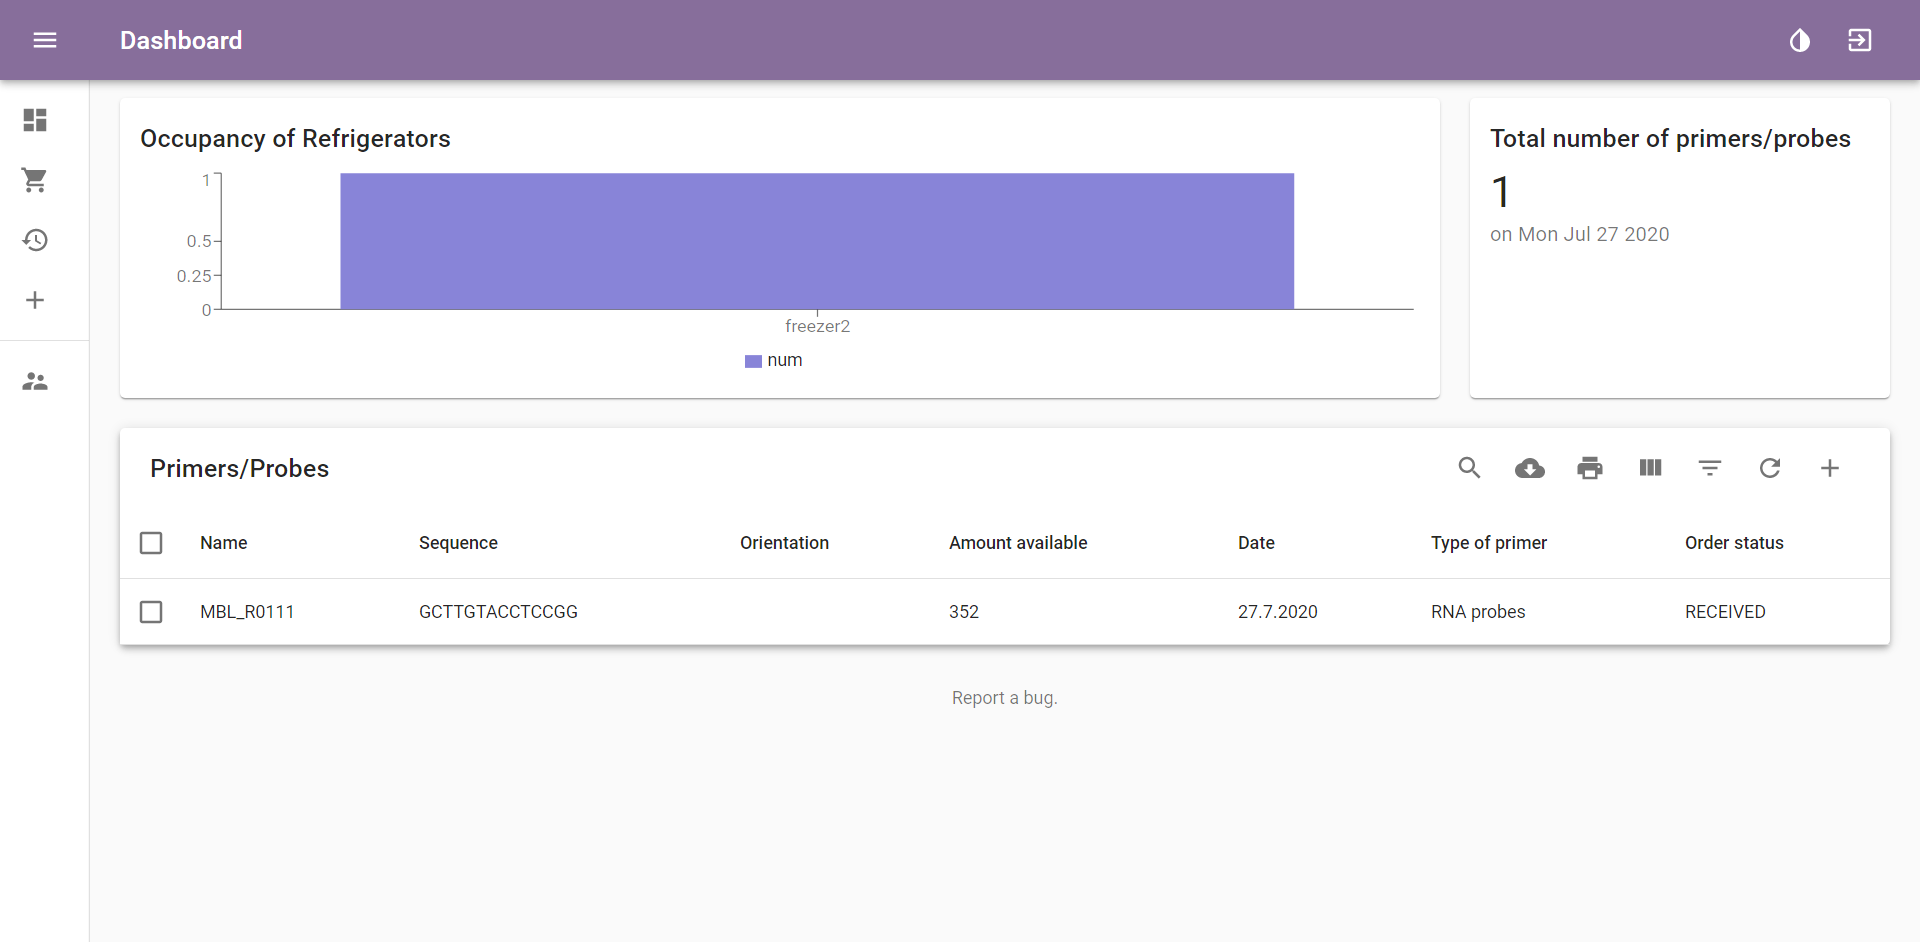 Dashboard
Occupancy of Refrigerators
1
0.5
0.25
0
freezer2
num
Total number of primers/probes
1
on Mon Jul 27 2020
Primers/Probes
Name Sequence Orientation Amount available Date Type of primer Order status
MBL_R0111 GCTTGTACCTCCGG 352 27.7.2020 RNA probes RECEIVED
Report a bug.